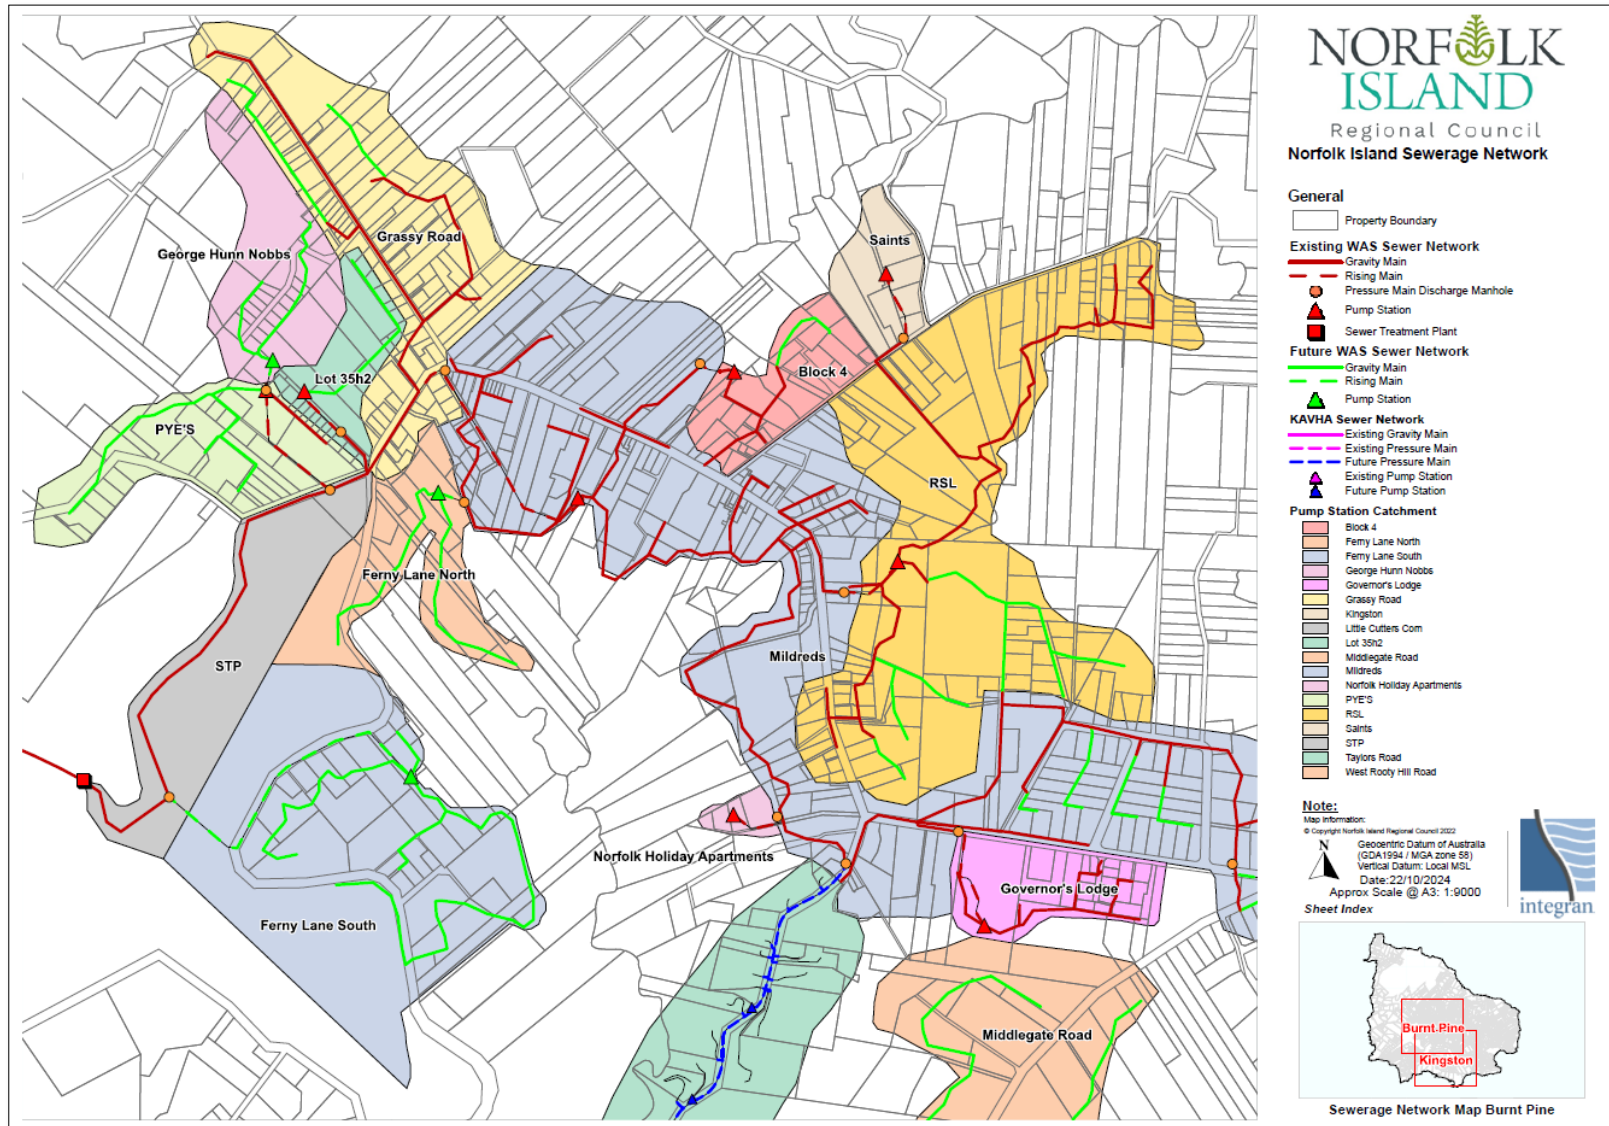 NORFOLK
ISLAND
Regional Council
Norfolk Island Sewerage Network
General
Property Boundary
Existing WAS Sewer Network
Gravity Main
Rising Main
Pressure Main Discharge Manhole
Pump Station
Sewer Treatment Plant
Future WAS Sewer Network
Gravity Main
Rising Main
Pump Station
KAVHA Sewer Network
Existing Gravity Main
Existing Pressure Main
Future Pressure Main
Existing Pump Station
Future Pump Station
Pump Station Catchment
Block 4
Ferny Lane North
Ferny Lane South
George Hunn Nobbs
Governor's Lodge
Grassy Road
Kingston
Little Cutters Corn
Lot 35h2
Middlegate Road
Mildreds
Norfolk Holiday Apartments
PYE'S
RSL
Saints
STP
Taylors Road
West Rooty Hill Road
Note:
Map Information:
© Copyright Norfolk Island Regional Council 2022
N
Geocentric Datum of Australia
(GDA1994 / MGA zone 58)
Vertical Datum: Local MSL
Date:22/10/2024
Approx Scale @ A3: 1:9000
Sheet Index
integran
Burnt Pine
Kingston
Sewerage Network Map Burnt Pine
George Hunn Nobbs
Grassy Road
Saints
Lot 35h2
Block 4
PYE'S
RSL
Ferny Lane North
STP
Mildreds
Norfolk Holiday Apartments
Governor's Lodge
Ferny Lane South
Middlegate Road